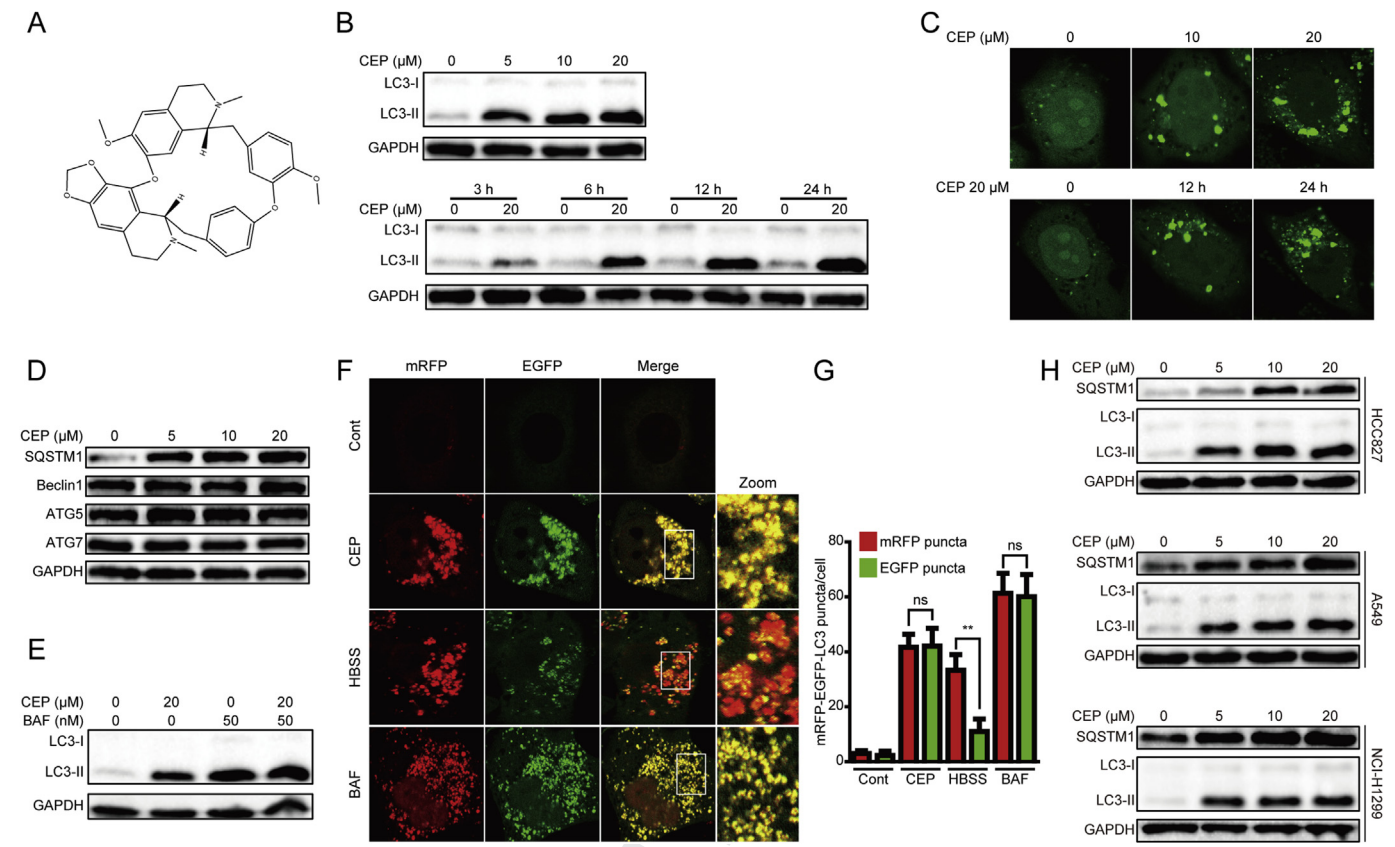 A
N
H
O
O
O
O
O
H
N
B
CEP (µM) 0 5 10 20
LC3-I
LC3-II
GAPDH
3 h 6 h 12 h 24 h
CEP (µM) 0 20 0 20 0 20 0 20
LC3-I
LC3-II
GAPDH
C
CEP (µM) 0 10 20
CEP 20 µM 0 12 h 24 h
D
CEP (µM) 0 5 10 20
SQSTM1
Beclin1
ATG5
ATG7
GAPDH
E
CEP (µM) 0 20 0 20
BAF (nM) 0 0 50 50
LC3-I
LC3-II
GAPDH
F
mRFP EGFP Merge
Cont
Zoom
CEP
HBSS
BAF
G
mRFP puncta
EGFP puncta
mRFP-EGFP-LC3 puncta/cell
80
60
40
20
0
ns ** ns
Cont CEP HBSS BAF
H
CEP (µM) 0 5 10 20
SQSTM1
LC3-I
LC3-II
GAPDH
HCC827
CEP (µM) 0 5 10 20
SQSTM1
LC3-I
LC3-II
GAPDH
A549
CEP (µM) 0 5 10 20
SQSTM1
LC3-I
LC3-II
GAPDH
NCI-H1299